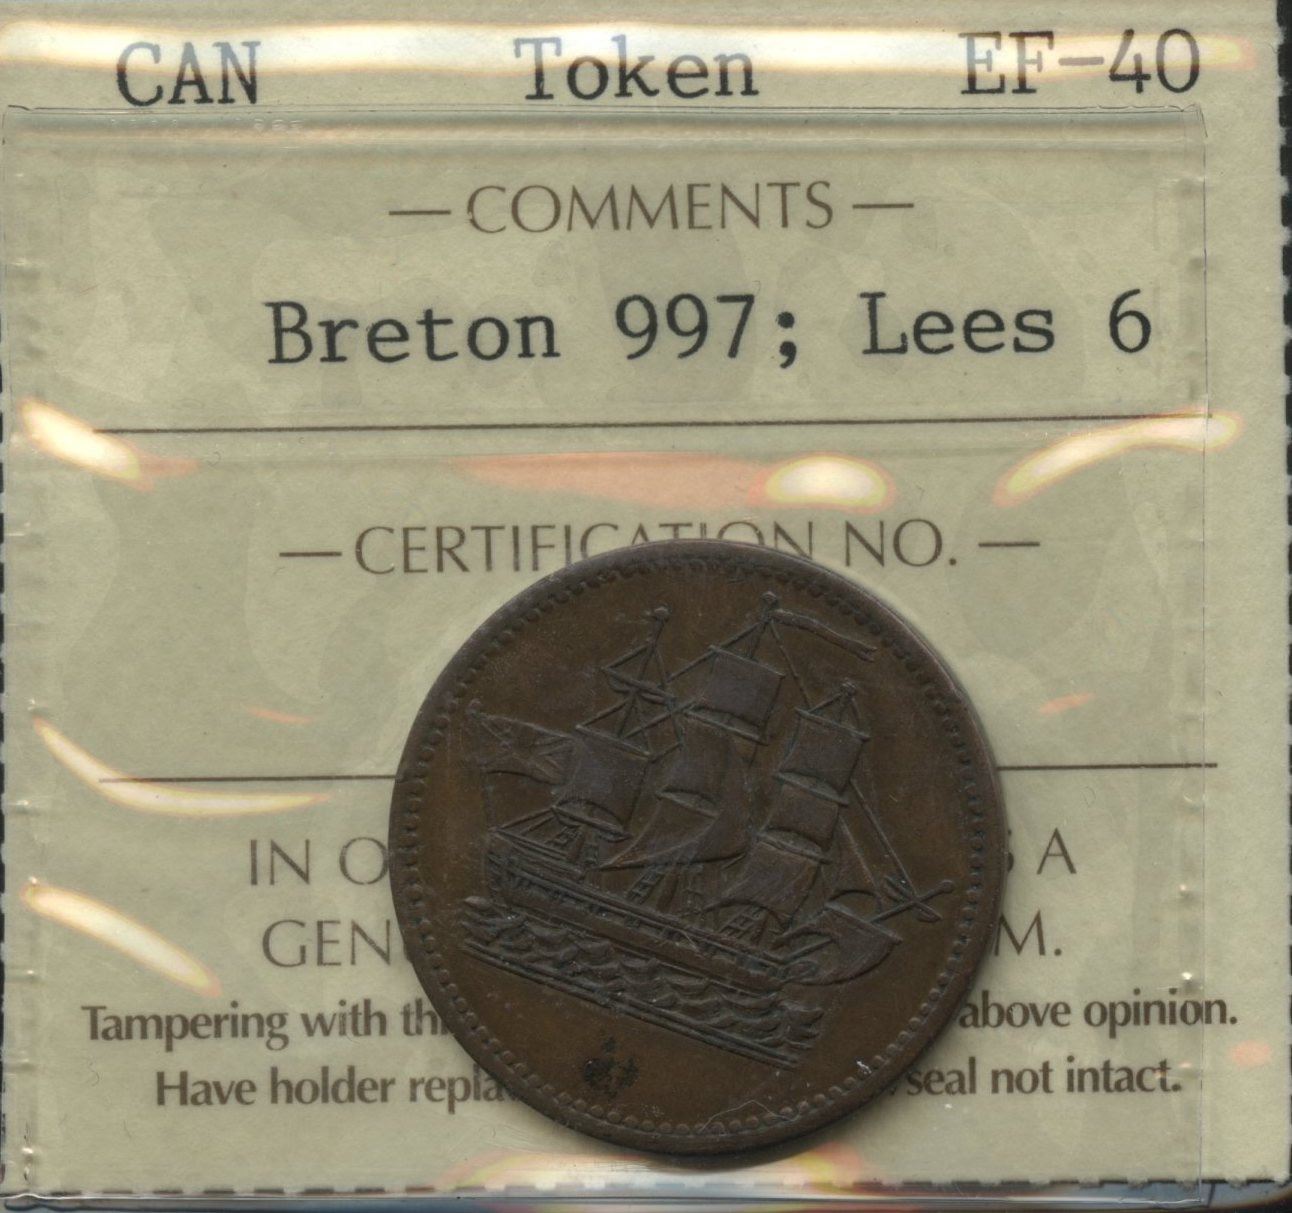 CAN Token EF-40
— COMMENTS —
Breton 997; Lees 6
— CERTIFICATION NO. —
IN O S A
GEN M.
Tampering with thi above opinion.
Have holder repla seal not intact.